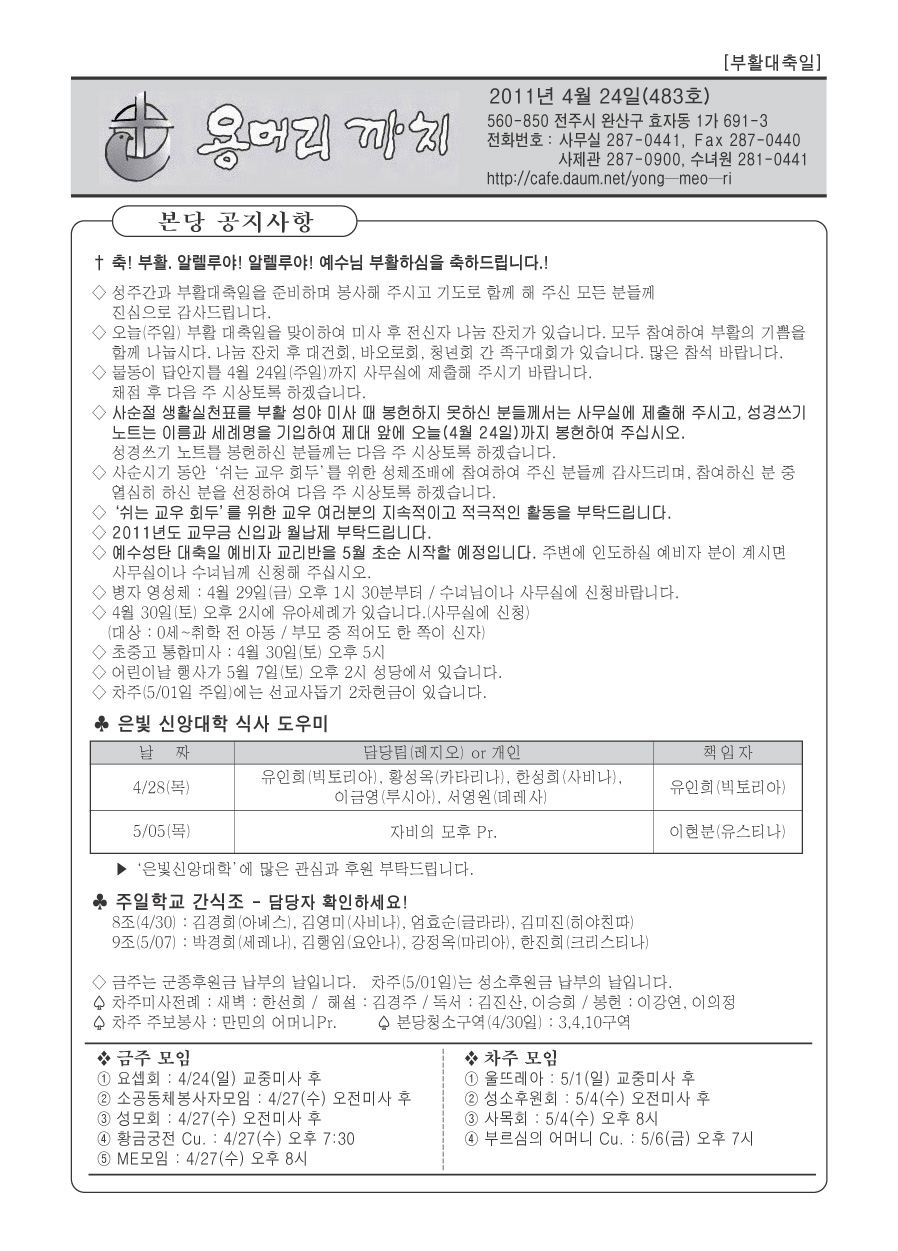 [부활대축일]
용머리 까치
2011년 4월 24일(483호)
560-850 전주시 완산구 효자동 1가 691-3
전화번호 : 사무실 287-0441, Fax 287-0440
사제관 287-0900, 수녀원 281-0441
http://cafe.daum.net/yong—meo—ri
본당 공지사항
† 축! 부활. 알렐루야! 알렐루야! 예수님 부활하심을 축하드립니다.!
◇ 성주간과 부활대축일을 준비하며 봉사해 주시고 기도로 함께 해 주신 모든 분들께
진심으로 감사드립니다.
◇ 오늘(주일) 부활 대축일을 맞이하여 미사 후 전신자 나눔 잔치가 있습니다. 모두 참여하여 부활의 기쁨을
함께 나눕시다. 나눔 잔치 후 대건회, 바오로회, 청년회 간 족구대회가 있습니다. 많은 참석 바랍니다.
◇ 물동이 답안지를 4월 24일(주일)까지 사무실에 제출해 주시기 바랍니다.
채점 후 다음 주 시상토록 하겠습니다.
◇ 사순절 생활실천표를 부활 성야 미사 때 봉헌하지 못하신 분들께서는 사무실에 제출해 주시고, 성경쓰기
노트는 이름과 세례명을 기입하여 제대 앞에 오늘(4월 24일)까지 봉헌하여 주십시오.
성경쓰기 노트를 봉헌하신 분들께는 다음 주 시상토록 하겠습니다.
◇ 사순시기 동안 ‘쉬는 교우 회두’를 위한 성체조배에 참여하여 주신 분들께 감사드리며, 참여하신 분 중
열심히 하신 분을 선정하여 다음 주 시상토록 하겠습니다.
◇ ‘쉬는 교우 회두’를 위한 교우 여러분의 지속적이고 적극적인 활동을 부탁드립니다.
◇ 2011년도 교무금 신입과 월납제 부탁드립니다.
◇ 예수성탄 대축일 예비자 교리반을 5월 초순 시작할 예정입니다. 주변에 인도하실 예비자 분이 계시면
사무실이나 수녀님께 신청해 주십시오.
◇ 병자 영성체 : 4월 29일(금) 오후 1시 30분부터 / 수녀님이나 사무실에 신청바랍니다.
◇ 4월 30일(토) 오후 2시에 유아세례가 있습니다.(사무실에 신청)
(대상 : 0세~취학 전 아동 / 부모 중 적어도 한 쪽이 신자)
◇ 초중고 통합미사 : 4월 30일(토) 오후 5시
◇ 어린이날 행사가 5월 7일(토) 오후 2시 성당에서 있습니다.
◇ 차주(5/01일 주일)에는 선교사돕기 2차헌금이 있습니다.
♣ 은빛 신앙대학 식사 도우미
날 짜 담당팀(레지오) or 개인 책임자
4/28(목) 유인희(빅토리아), 황성옥(카타리나), 한성희(사비나), 이금영(루시아), 서영원(데레사) 유인희(빅토리아)
5/05(목) 자비의 모후 Pr. 이현분(유스티나)
▶ ‘은빛신앙대학’에 많은 관심과 후원 부탁드립니다.
♣ 주일학교 간식조 - 담당자 확인하세요!
8조(4/30) : 김경희(아녜스), 김영미(사비나), 엄효순(글라라), 김미진(히야친따)
9조(5/07) : 박경희(세레나), 김행임(요안나), 강정옥(마리아), 한진희(크리스티나)
◇ 금주는 군종후원금 납부의 날입니다. 차주(5/01일)는 성소후원금 납부의 날입니다.
♤ 차주미사전례 : 새벽 : 한선희 / 해설 : 김경주 / 독서 : 김진산, 이승희 / 봉헌 : 이강연, 이의정
♤ 차주 주보봉사 : 만민의 어머니Pr. ♤ 본당청소구역(4/30일) : 3,4,10구역
❖ 금주 모임
① 요셉회 : 4/24(일) 교중미사 후
② 소공동체봉사자모임 : 4/27(수) 오전미사 후
③ 성모회 : 4/27(수) 오전미사 후
④ 황금궁전 Cu. : 4/27(수) 오후 7:30
⑤ ME모임 : 4/27(수) 오후 8시
❖ 차주 모임
① 울뜨레아 : 5/1(일) 교중미사 후
② 성소후원회 : 5/4(수) 오전미사 후
③ 사목회 : 5/4(수) 오후 8시
④ 부르심의 어머니 Cu. : 5/6(금) 오후 7시